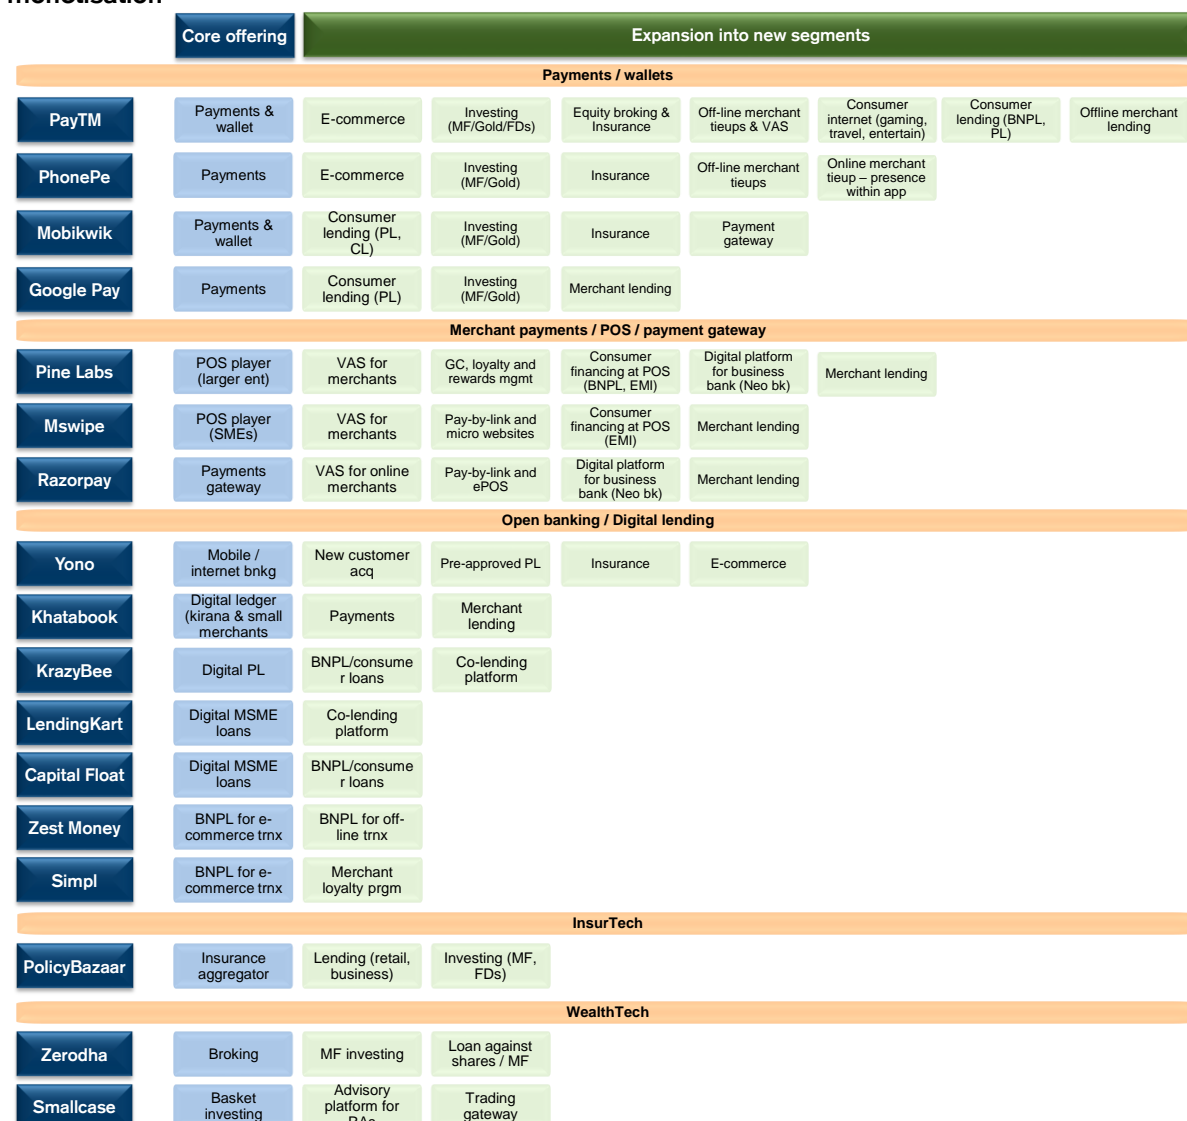 monetisation
Core offering
Expansion into new segments
Payments / wallets
PayTM
Payments &
wallet
E-commerce
Investing
(MF/Gold/FDs)
Equity broking &
Insurance
Off-line merchant
tieups & VAS
Consumer
internet (gaming,
travel, entertain)
Consumer
lending (BNPL,
PL)
Offline merchant
lending
PhonePe
Payments
E-commerce
Investing
(MF/Gold)
Insurance
Off-line merchant
tieups
Online merchant
tieup – presence
within app
Mobikwik
Payments &
wallet
Consumer
lending (PL,
CL)
Investing
(MF/Gold)
Insurance
Payment
gateway
Google Pay
Payments
Consumer
lending (PL)
Investing
(MF/Gold)
Merchant lending
Merchant payments / POS / payment gateway
Pine Labs
POS player
(larger ent)
VAS for
merchants
GC, loyalty and
rewards mgmt
Consumer
financing at POS
(BNPL, EMI)
Digital platform
for business
bank (Neo bk)
Merchant lending
Mswipe
POS player
(SMEs)
VAS for
merchants
Pay-by-link and
micro websites
Consumer
financing at POS
(EMI)
Merchant lending
Razorpay
Payments
gateway
VAS for online
merchants
Pay-by-link and
ePOS
Digital platform
for business
bank (Neo bk)
Merchant lending
Open banking / Digital lending
Yono
Mobile /
internet bnkg
New customer
acq
Pre-approved PL
Insurance
E-commerce
Khatabook
Digital ledger
(kirana & small
merchants
Payments
Merchant
lending
KrazyBee
Digital PL
BNPL/consume
r loans
Co-lending
platform
LendingKart
Digital MSME
loans
Co-lending
platform
Capital Float
Digital MSME
loans
BNPL/consume
r loans
Zest Money
BNPL for e-
commerce trnx
BNPL for off-
line trnx
Simpl
BNPL for e-
commerce trnx
Merchant
loyalty prgm
InsurTech
PolicyBazaar
Insurance
aggregator
Lending (retail,
business)
Investing (MF,
FDs)
WealthTech
Zerodha
Broking
MF investing
Loan against
shares / MF
Smallcase
Basket
investing
Advisory
platform for
RAs
Trading
gateway